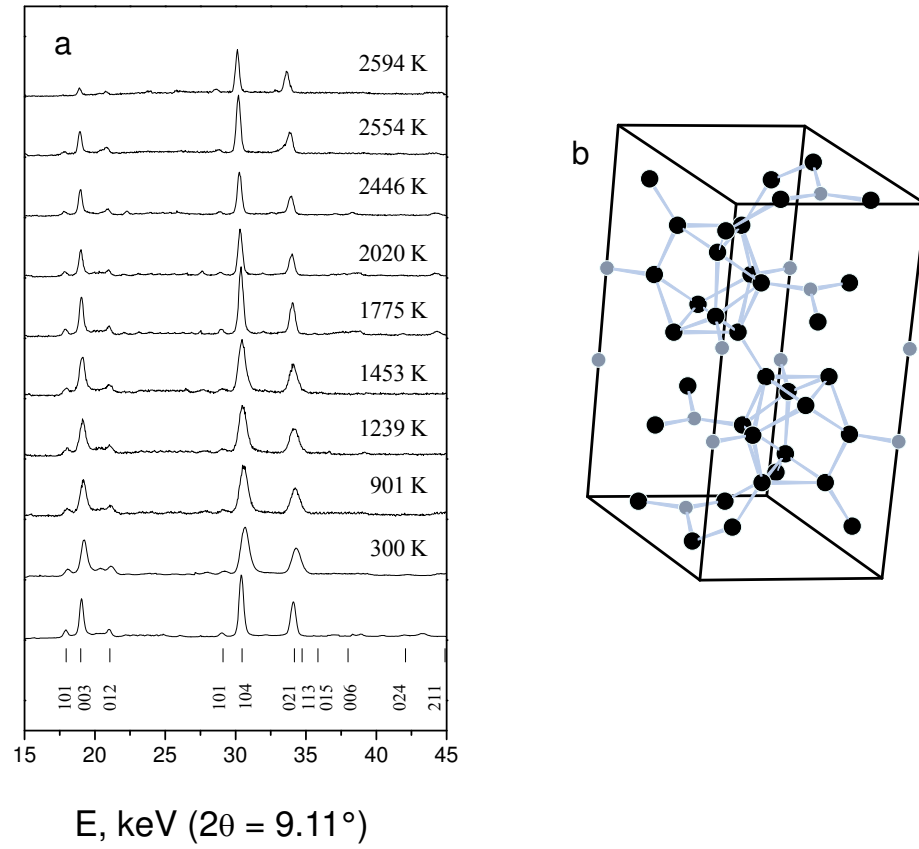 a
2594 K
2554 K
2446 K
2020 K
1775 K
1453 K
1239 K
901 K
300 K
101 003 012 101 104 021 113 015 006 024 211
15 20 25 30 35 40 45
E, keV (2θ = 9.11°)
b